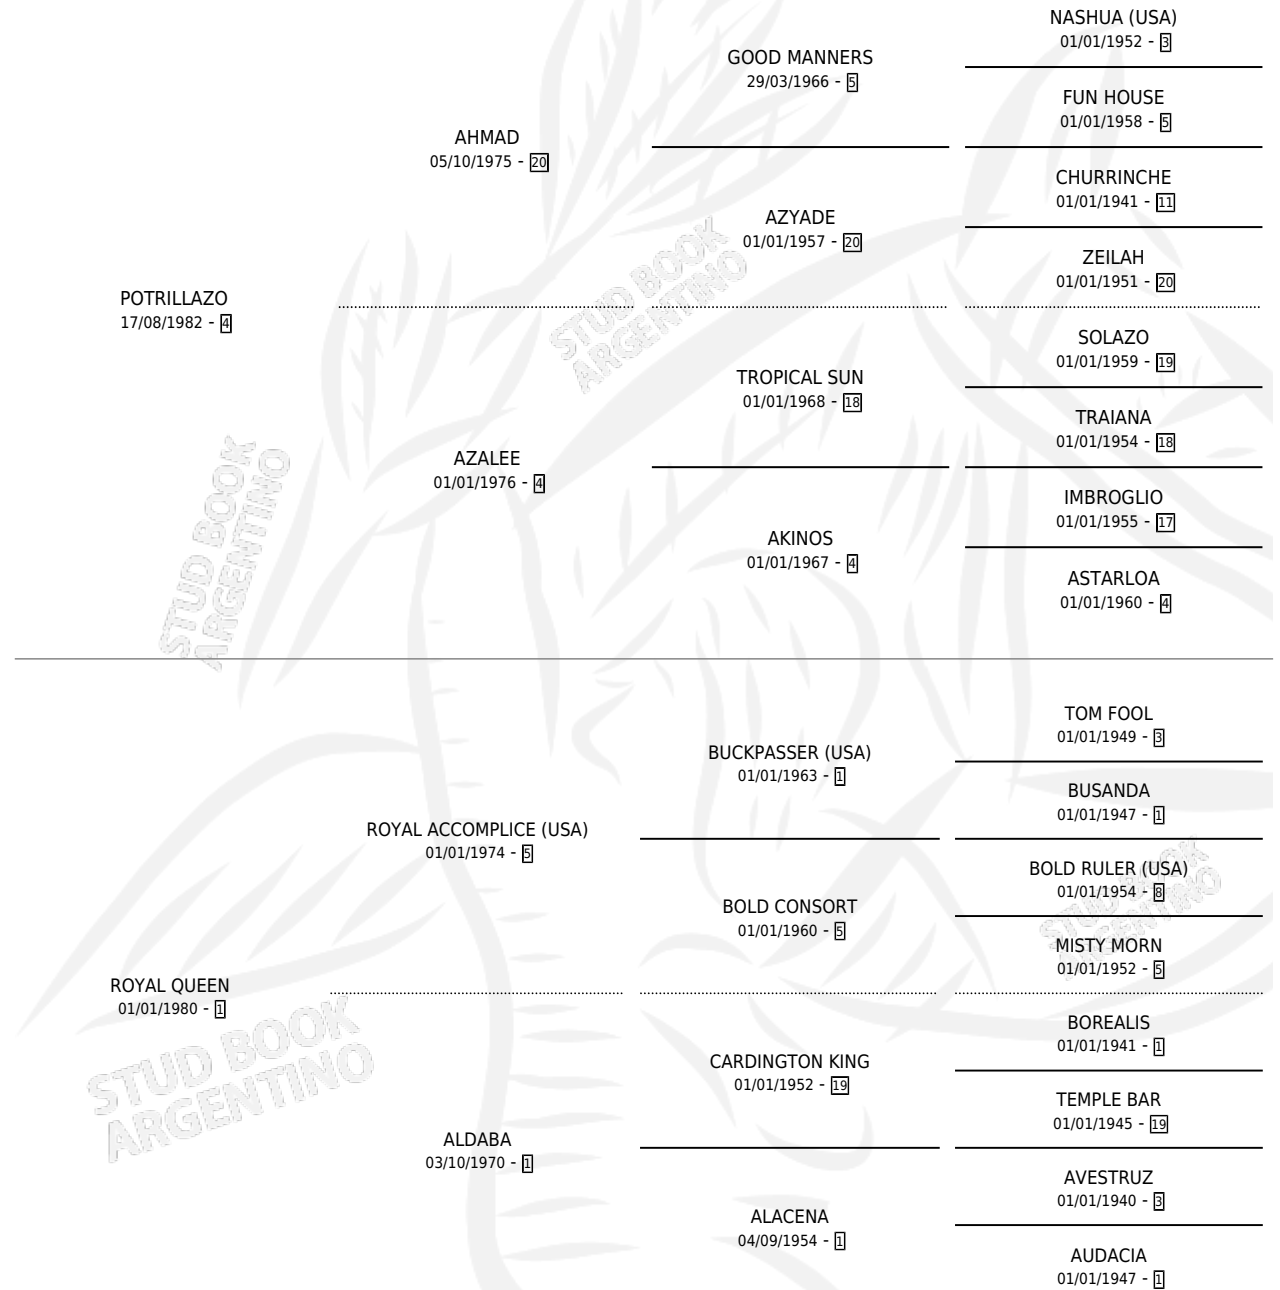 NASHUA (USA)
01/01/1952 - 3
GOOD MANNERS
29/03/1966 - 5
FUN HOUSE
01/01/1958 - 5
AHMAD
05/10/1975 - 20
CHURRINCHE
01/01/1941 - 11
AZYADE
01/01/1957 - 20
ZEILAH
01/01/1951 - 20
POTRILLAZO
17/08/1982 - 4
STUD BOOK
ARGENTINO
SOLAZO
01/01/1959 - 19
TROPICAL SUN
01/01/1968 - 18
TRAIANA
01/01/1954 - 18
AZALEE
01/01/1976 - 4
IMBROGLIO
01/01/1955 - 17
AKINOS
01/01/1967 - 4
ASTARLOA
01/01/1960 - 4
STUD BOOK
ARGENTINO
TOM FOOL
01/01/1949 - 3
BUCKPASSER (USA)
01/01/1963 - 1
BUSANDA
01/01/1947 - 1
ROYAL ACCOMPLICE (USA)
01/01/1974 - 5
BOLD RULER (USA)
01/01/1954 - 8
BOLD CONSORT
01/01/1960 - 5
STUD BOOK
ARGENTINO
MISTY MORN
01/01/1952 - 5
ROYAL QUEEN
01/01/1980 - 1
BOREALIS
01/01/1941 - 1
CARDINGTON KING
01/01/1952 - 19
TEMPLE BAR
01/01/1945 - 19
STUD BOOK
ARGENTINO
ALDABA
03/10/1970 - 1
AVESTRUZ
01/01/1940 - 3
ALACENA
04/09/1954 - 1
AUDACIA
01/01/1947 - 1